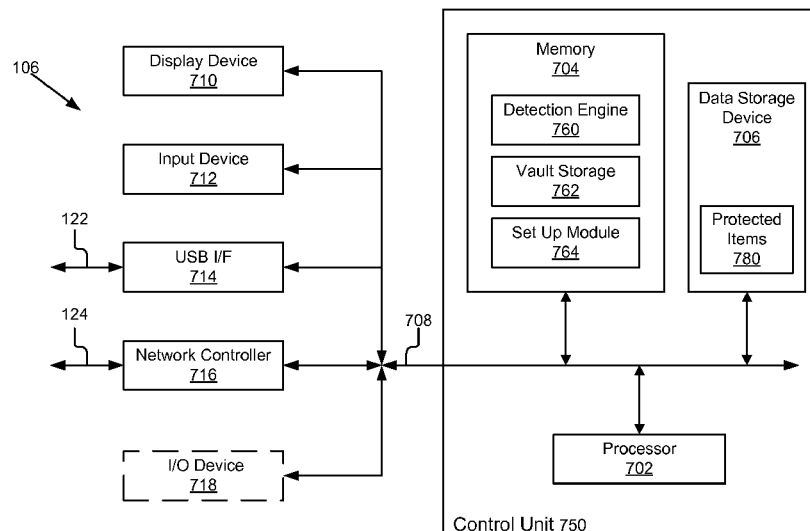 106
Display Device
710
Input Device
712
122
USB I/F
714
124
Network Controller
716
I/O Device
718
708
Memory
704
Detection Engine
760
Vault Storage
762
Set Up Module
764
Data Storage
Device
706
Protected
Items
780
Processor
702
Control Unit 750